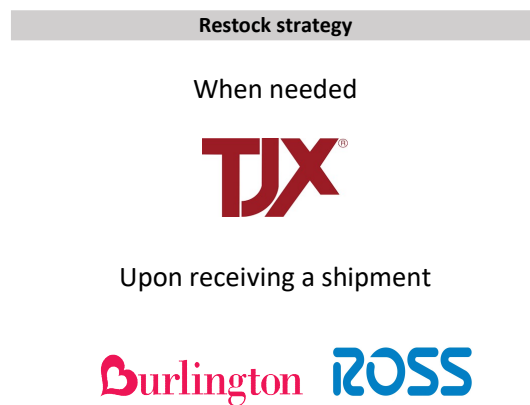 Restock strategy
When needed
TJX®
Upon receiving a shipment
Burlington ROSS